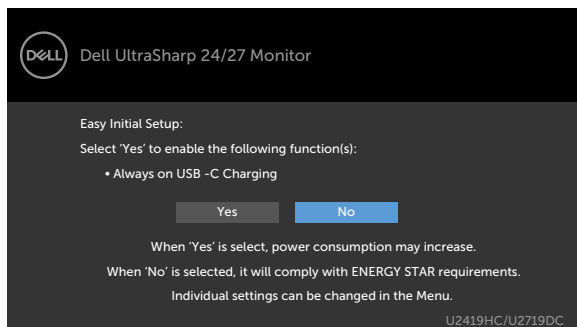 DELL
Dell UltraSharp 24/27 Monitor
Easy Initial Setup:
Select ‘Yes’ to enable the following function(s):
• Always on USB -C Charging
Yes No
When ‘Yes’ is select, power consumption may increase.
When ‘No’ is selected, it will comply with ENERGY STAR requirements.
Individual settings can be changed in the Menu.
U2419HC/U2719DC